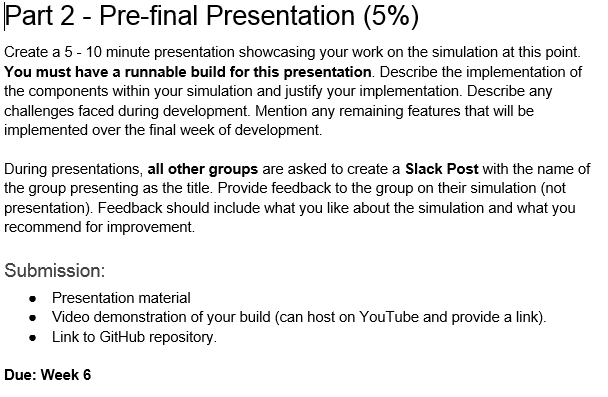 Part 2 - Pre-final Presentation (5%)
Create a 5 - 10 minute presentation showcasing your work on the simulation at this point.
You must have a runnable build for this presentation. Describe the implementation of
the components within your simulation and justify your implementation. Describe any
challenges faced during development. Mention any remaining features that will be
implemented over the final week of development.
During presentations, all other groups are asked to create a Slack Post with the name of
the group presenting as the title. Provide feedback to the group on their simulation (not
presentation). Feedback should include what you like about the simulation and what you
recommend for improvement.
Submission:
● Presentation material
● Video demonstration of your build (can host on YouTube and provide a link).
● Link to GitHub repository.
Due: Week 6